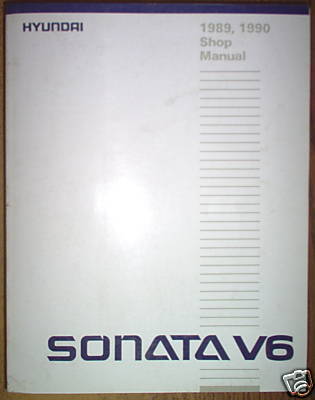 HYUNDAI
1989, 1990
Shop
Manual
SONATA V6